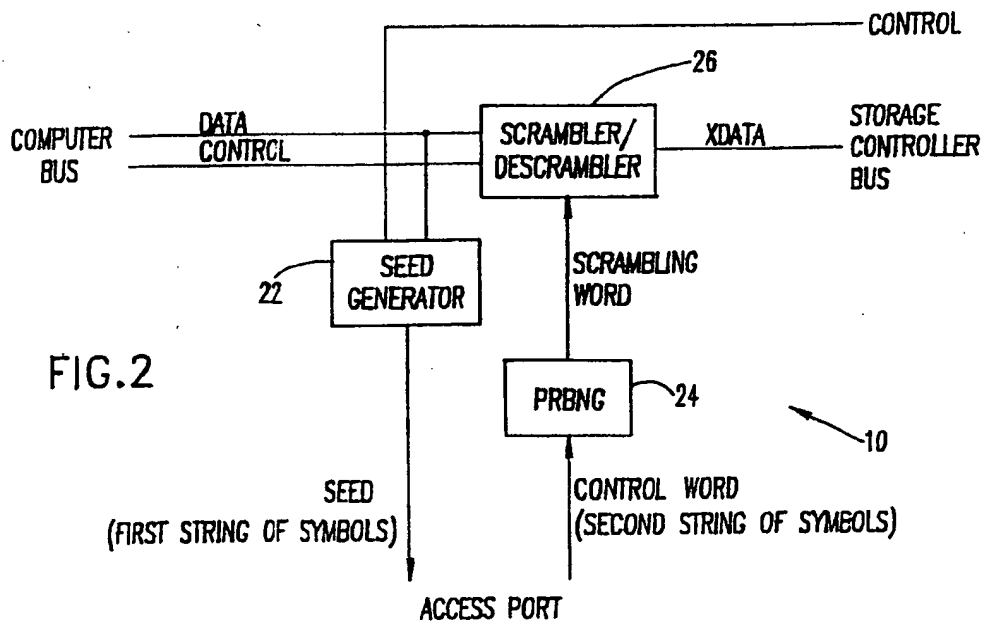 CONTROL
26
COMPUTER
BUS
DATA
CONTROL
SCRAMBLER/
DESCRAMBLER
XDATA
STORAGE
CONTROLLER
BUS
22
SEED
GENERATOR
SCRAMBLING
WORD
FIG.2
PRBNG
24
10
SEED
(FIRST STRING OF SYMBOLS)
CONTROL WORD
(SECOND STRING OF SYMBOLS)
ACCESS PORT